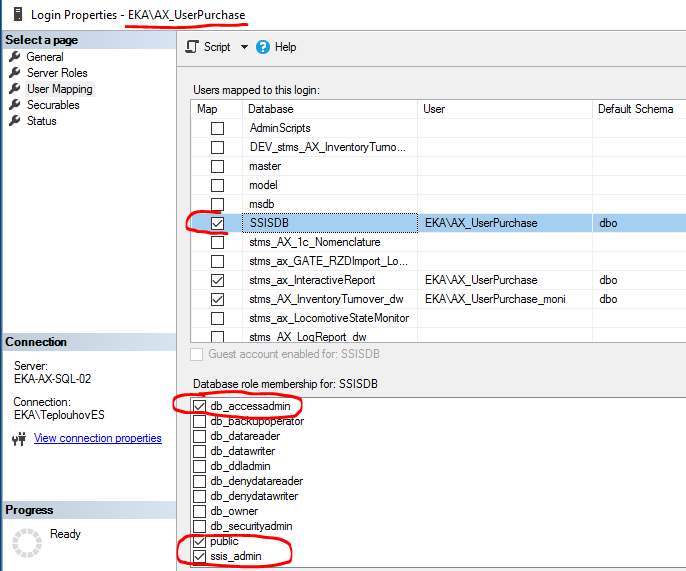 Login Properties - EKA\AX_UserPurchase
Select a page
General
Server Roles
User Mapping
Securables
Status
Script
Help
Users mapped to this login:
Map Database User Default Schema
AdminScripts
DEV_stms_AX_InventoryTurno...
master
model
msdb
SSISDB EKA\AX_UserPurchase dbo
stms_AX_1c_Nomenclature
stms_ax_GATE_RZDImport_Lo...
stms_ax_InteractiveReport EKA\AX_UserPurchase dbo
stms_AX_InventoryTurnover_dw EKA\AX_UserPurchase_moni dbo
stms_ax_LocomotiveStateMonitor
stms_AX_LogReport_dw
Guest account enabled for: SSISDB
Database role membership for: SSISDB
db_accessadmin
db_backupoperator
db_datareader
db_datawriter
db_ddladmin
db_denydatareader
db_denydatawriter
db_owner
db_securityadmin
public
ssis_admin
Connection
Server:
EKA-AX-SQL-02
Connection:
EKA\TeplouhovES
View connection properties
Progress
Ready